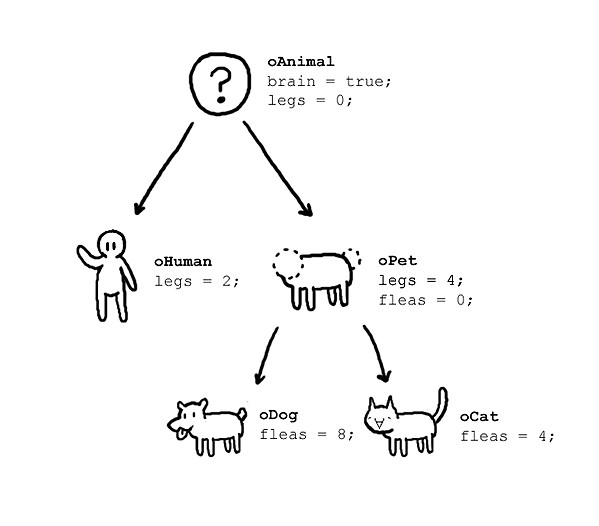 ?
oAnimal
brain = true;
legs = 0;
oHuman
legs = 2;
oPet
legs = 4;
fleas = 0;
oDog
fleas = 8;
oCat
fleas = 4;